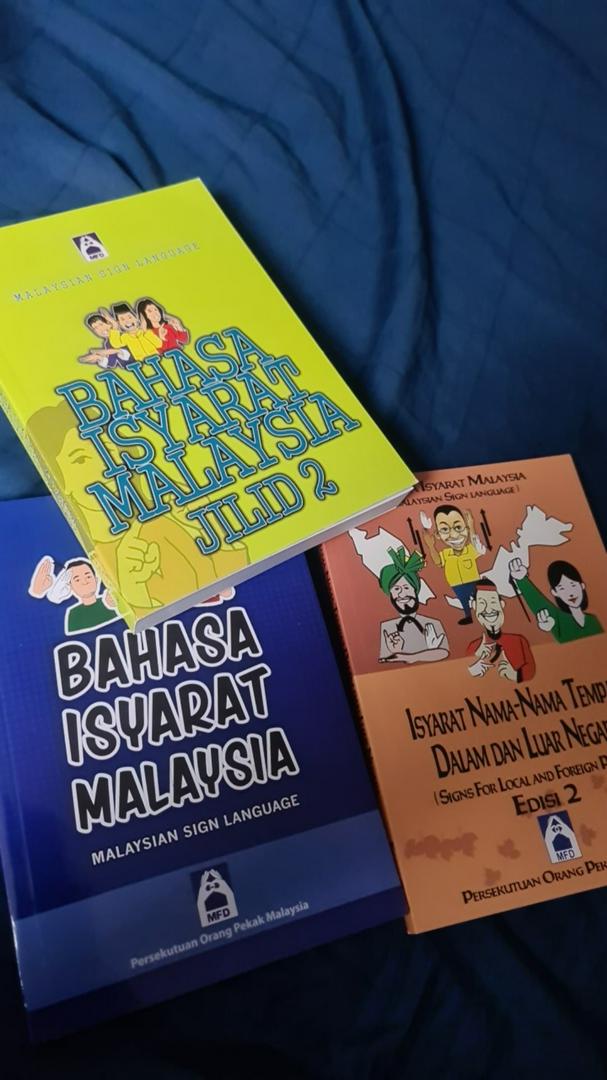 MFD
MALAYSIAN SIGN LANGUAGE
BAHASA
ISYARAT
MALAYSIA
JILID 2
BAHASA
ISYARAT
MALAYSIA
MALAYSIAN SIGN LANGUAGE
MFD
Persekutuan Orang Pekak Malaysia
ISYARAT MALAYSIA
SIGN LANGUAGE)
ISYARAT NAMA-NAMA
DALAM DAN LUAR
(SIGNS FOR LOCAL AND FOREIGN
EDISI 2
MFD
PERSEKUTUAN ORANG